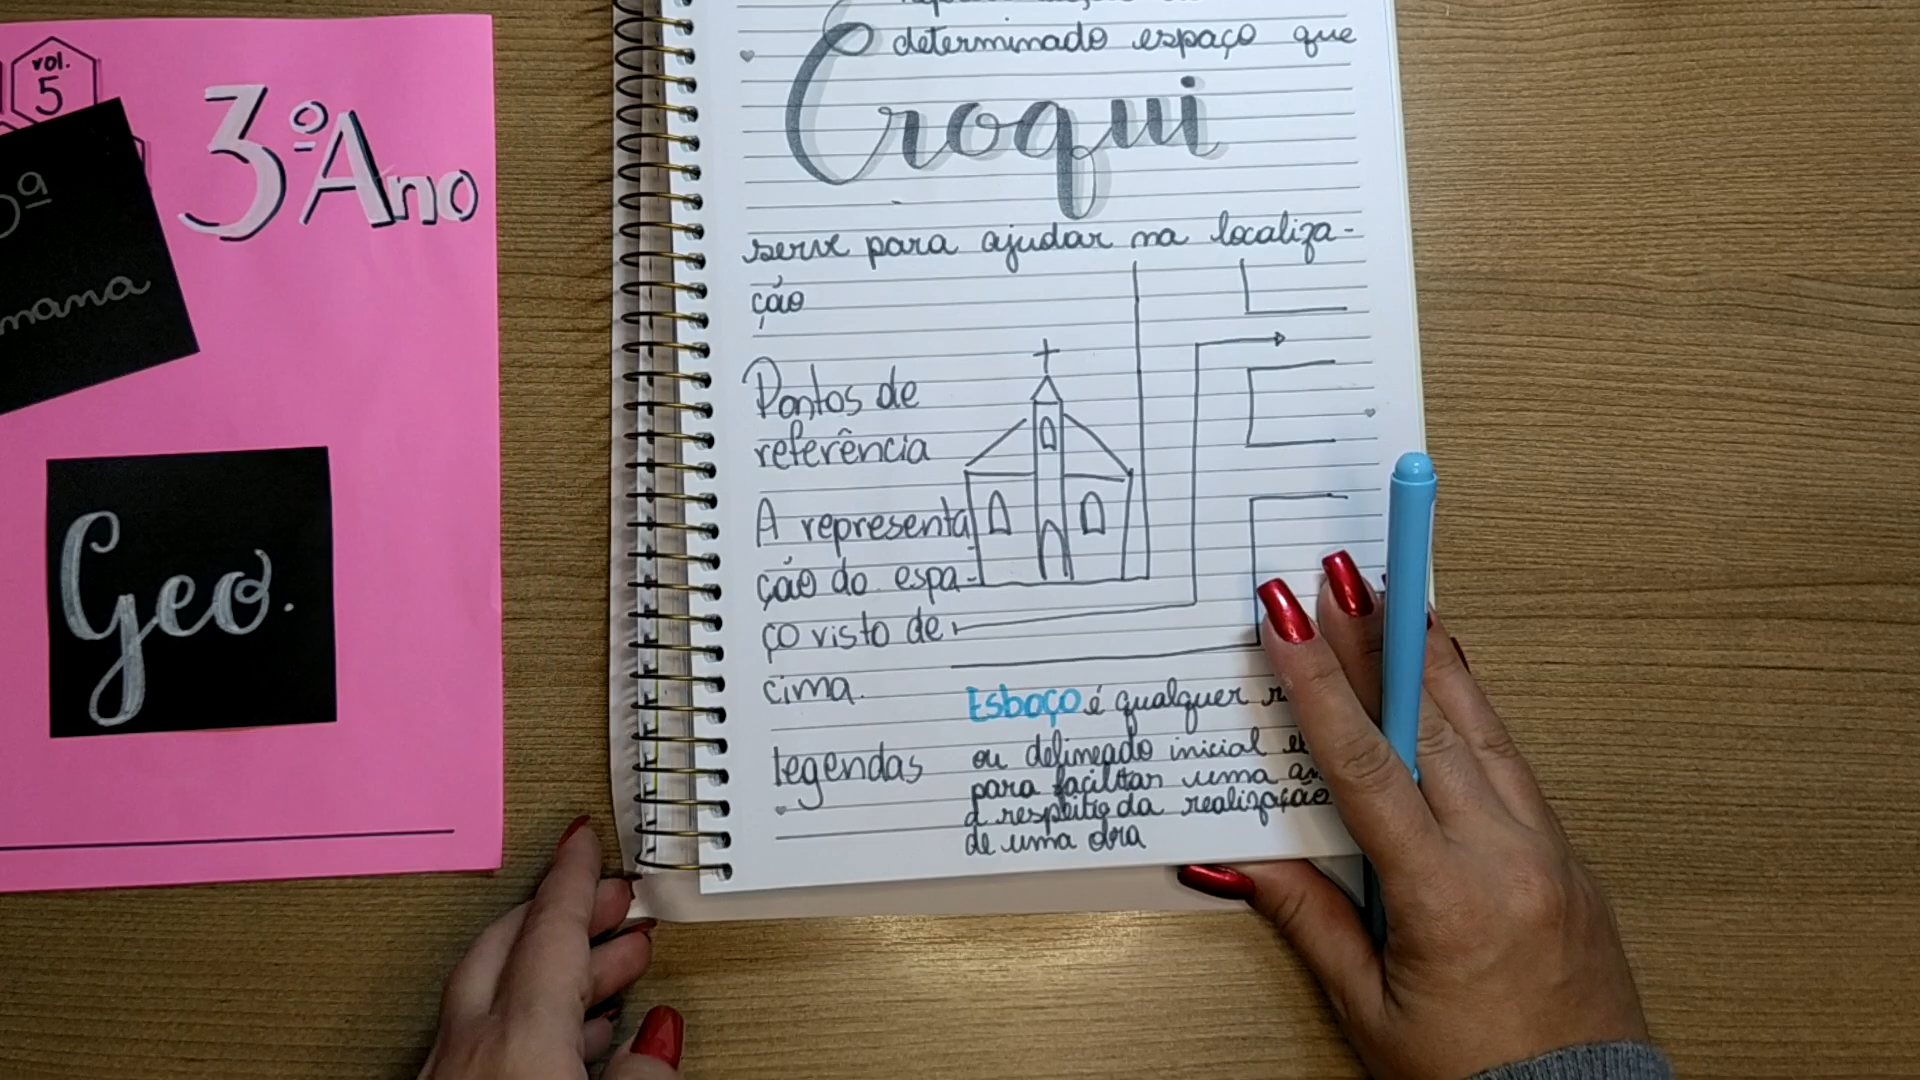 vol.
5
3º Ano
Geo.
determinado espaço que
Croqui
serve para ajudar na localiza-
ção
Pontos de
referência
A representa
ção do espa-
ço visto de
cima.
legendas
Esboço é qualquer
ou delineado inicial
para facilitar uma
a respeito da realização
de uma obra